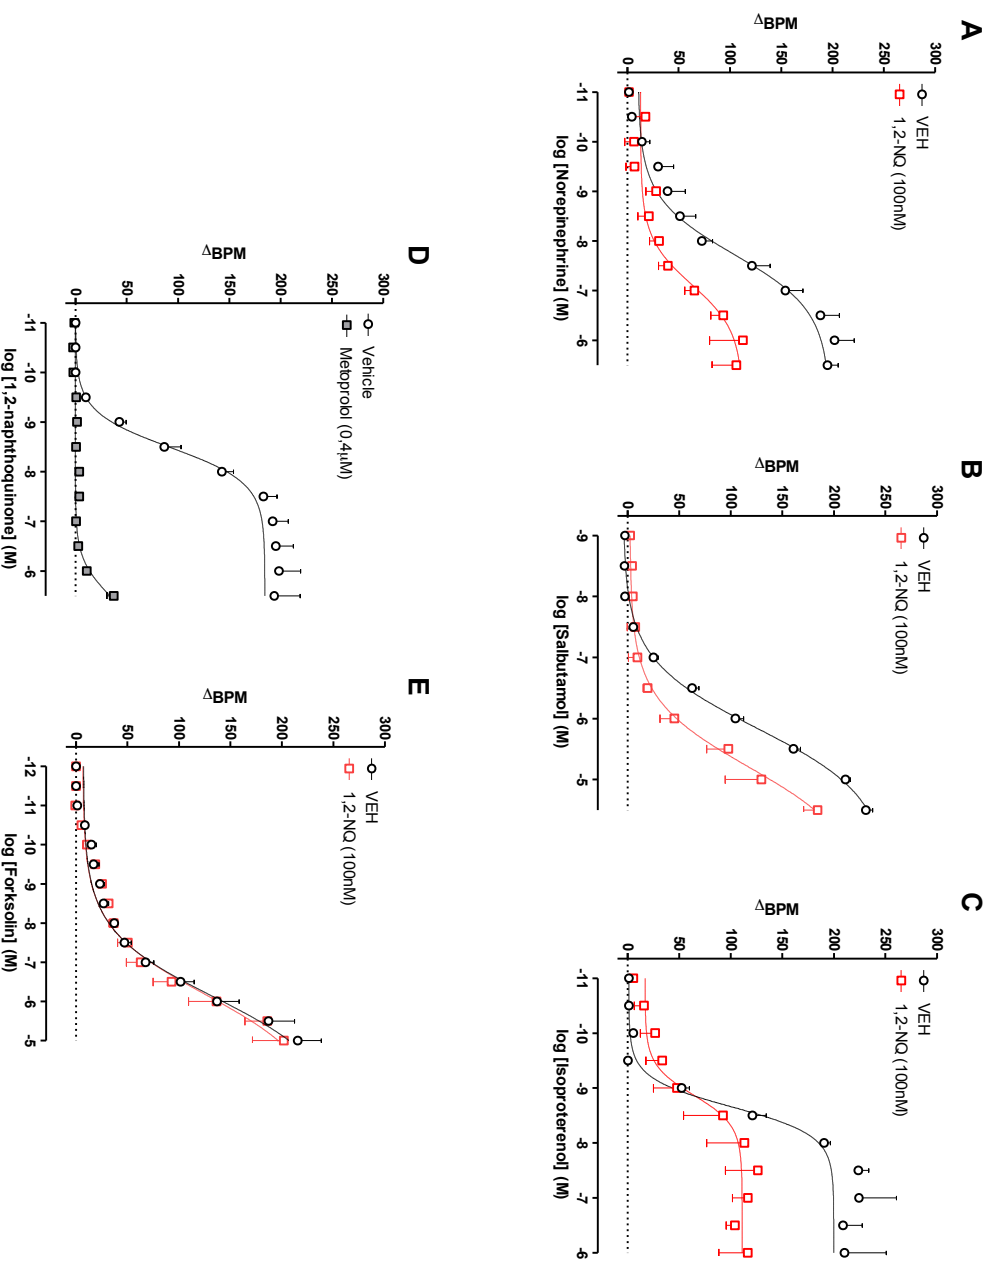 A
ΔBPM
300
250
200
150
100
50
0
VEH
1,2-NQ (100nM)
-11
-10
-9
-8
-7
-6
log [Norepinephrine] (M)
B
ΔBPM
300
250
200
150
100
50
0
VEH
1,2-NQ (100nM)
-9
-8
-7
-6
-5
log [Salbutamol] (M)
C
ΔBPM
300
250
200
150
100
50
0
VEH
1,2-NQ (100nM)
-11
-10
-9
-8
-7
-6
log [Isoproterenol] (M)
D
ΔBPM
300
250
200
150
100
50
0
Vehicle
Metoprolol (0,4μM)
-11
-10
-9
-8
-7
-6
log [1,2-naphthoquinone] (M)
E
ΔBPM
300
250
200
150
100
50
0
VEH
1,2-NQ (100nM)
-12
-11
-10
-9
-8
-7
-6
-5
log [Forksolin] (M)